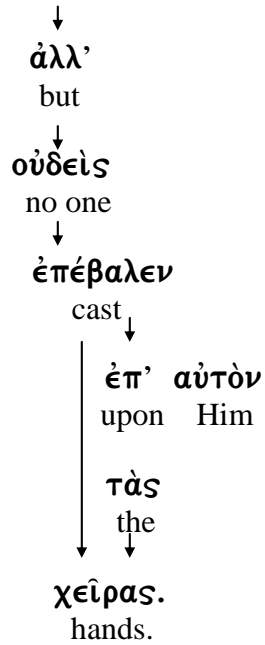 ἀλλ’
but
οὐδεὶς
no one
ἐπέβαλεν
cast
ἐπ’ αὐτὸν
upon Him
τὰς
the
χεῖρας.
hands.